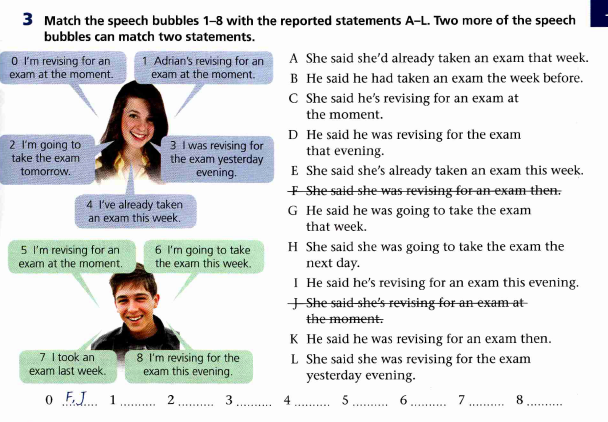 3 Match the speech bubbles 1–8 with the reported statements A–L. Two more of the speech
bubbles can match two statements.
0 I'm revising for an
exam at the moment.
1 Adrian's revising for an
exam at the moment.
2 I'm going to
take the exam
tomorrow.
3 I was revising for
the exam yesterday
evening.
4 I've already taken
an exam this week.
5 I'm revising for an
exam at the moment.
6 I'm going to take
the exam this week.
7 I took an
exam last week.
8 I'm revising for the
exam this evening.
A She said she'd already taken an exam that week.
B He said he had taken an exam the week before.
C She said he's revising for an exam at
the moment.
D He said he was revising for the exam
that evening.
E She said she's already taken an exam this week.
F She said she was revising for an exam then.
G He said he was going to take the exam
that week.
H She said she was going to take the exam the
next day.
I He said he's revising for an exam this evening.
J She said she's revising for an exam at
the moment.
K He said he was revising for an exam then.
L She said she was revising for the exam
yesterday evening.
0 F, J 1 .......... 2 .......... 3 .......... 4 .......... 5 .......... 6 .......... 7 .......... 8 ..........